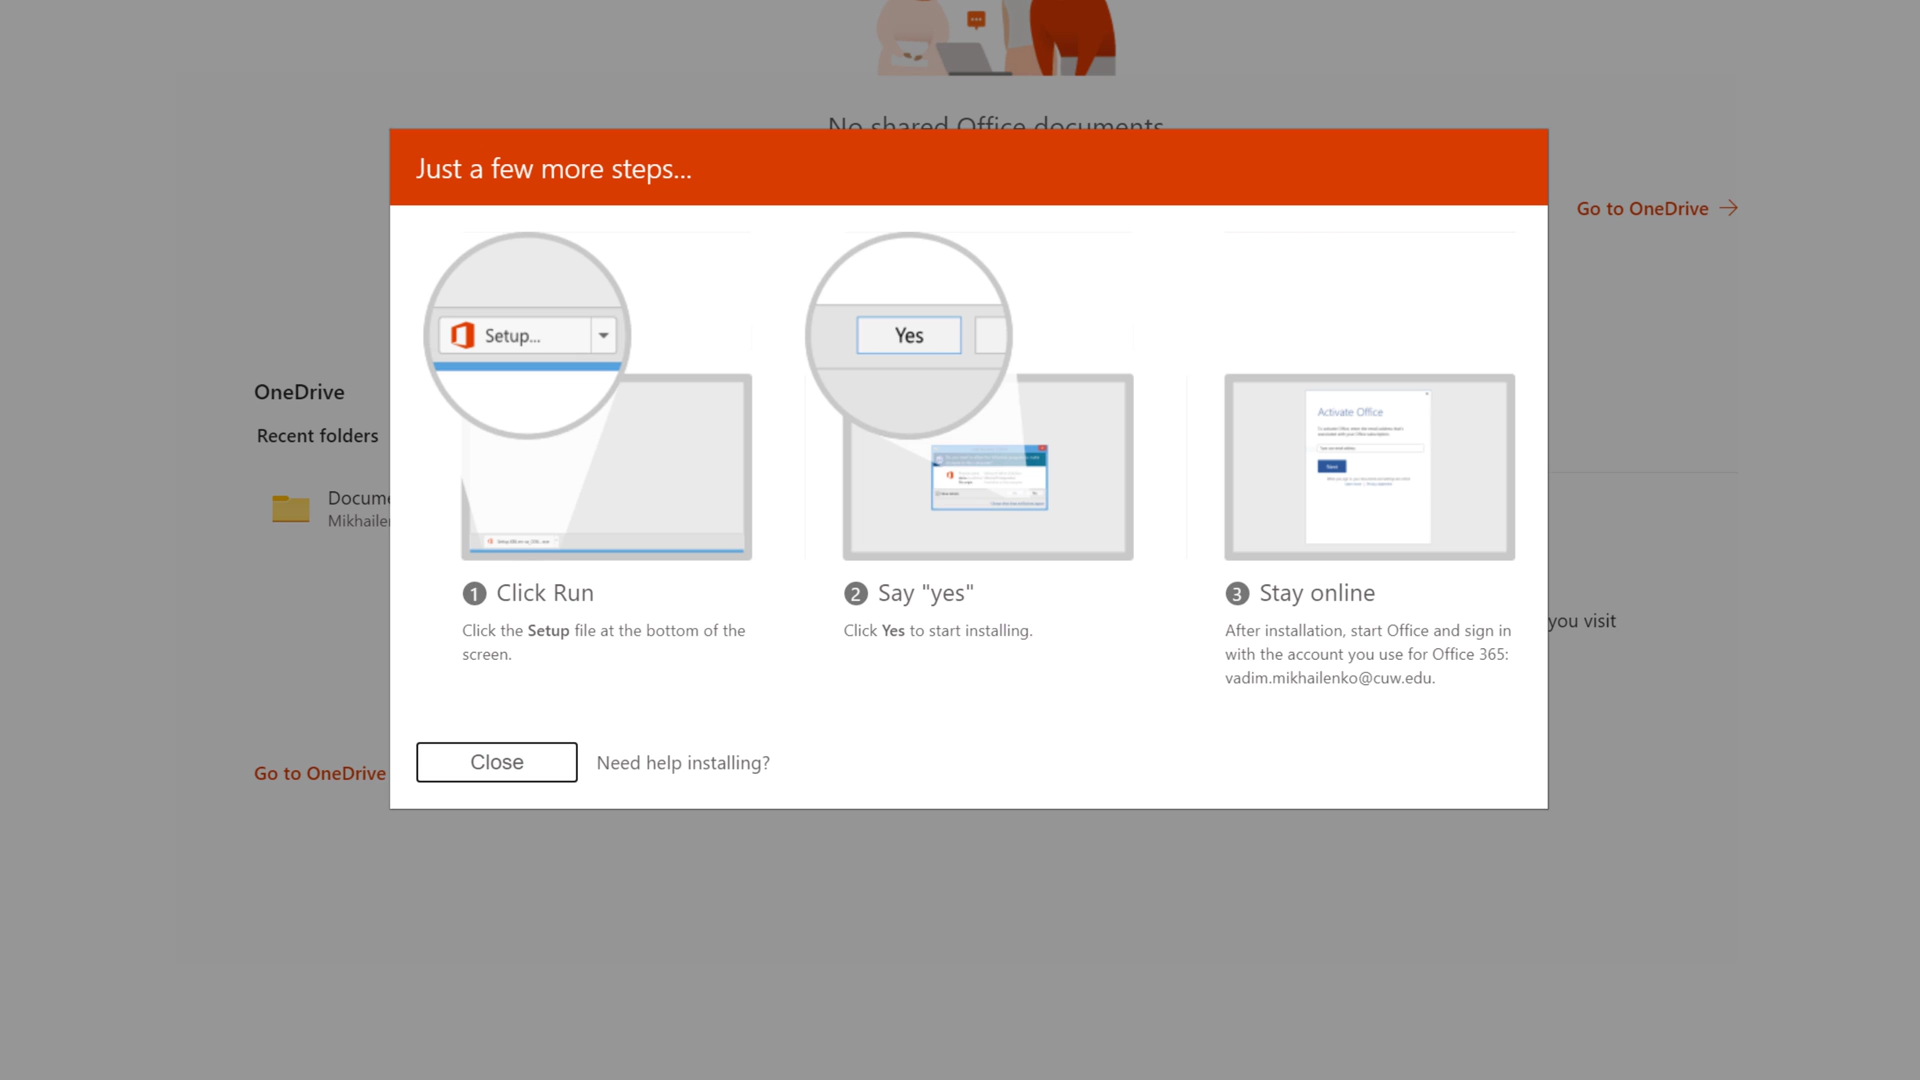 No shared Office documents
Just a few more steps...
Go to OneDrive
Setup...
Yes
OneDrive
Recent folders
Activate Office
Next
Docume
Mikhailen
1 Click Run
Click the Setup file at the bottom of the
screen.
2 Say "yes"
Click Yes to start installing.
3 Stay online
After installation, start Office and sign in
with the account you use for Office 365:
vadim.mikhailenko@cuw.edu.
you visit
Close
Need help installing?
Go to OneDrive